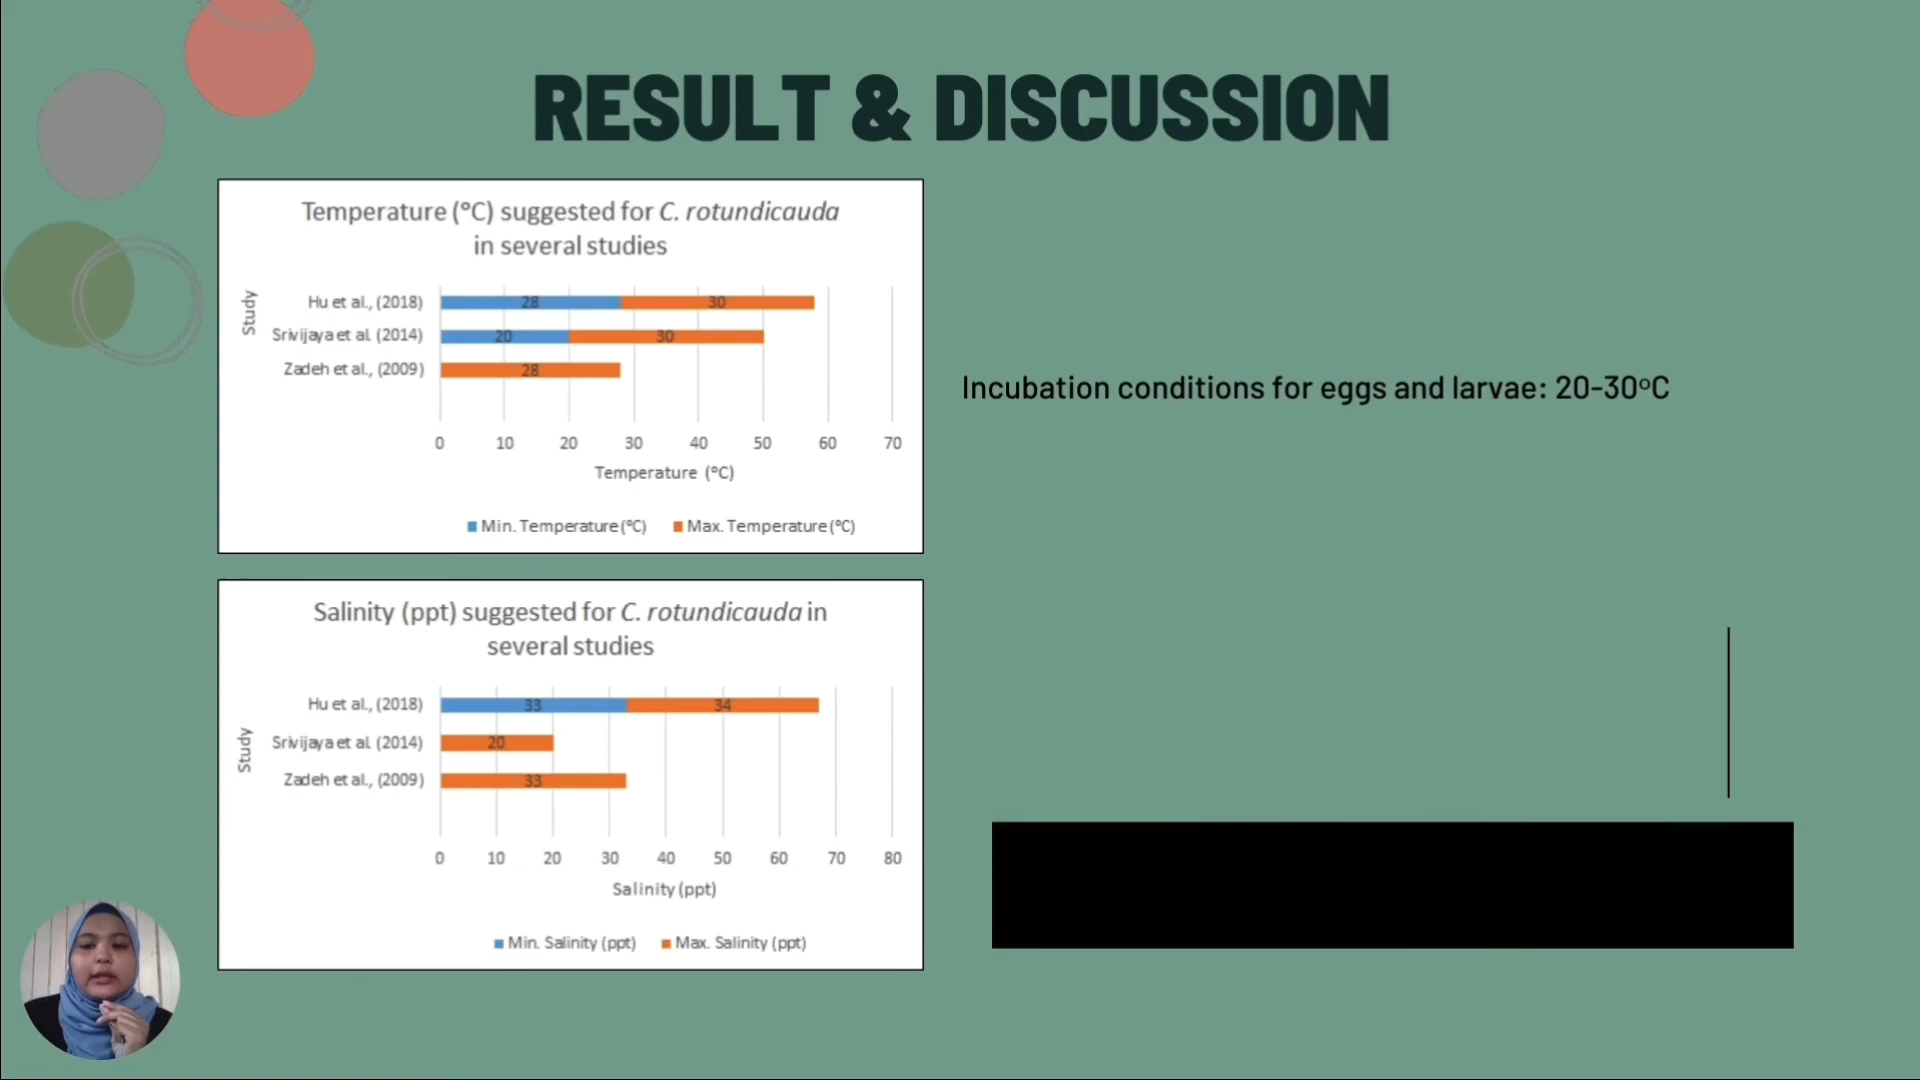 RESULT & DISCUSSION
Temperature (°C) suggested for C. rotundicauda
in several studies
Study
Hu et al., (2018)
28
30
Srivijaya et al. (2014)
20
30
Zadeh et al., (2009)
28
0 10 20 30 40 50 60 70
Temperature (°C)
Min. Temperature (°C) Max. Temperature (°C)
Incubation conditions for eggs and larvae: 20-30°C
Salinity (ppt) suggested for C. rotundicauda in
several studies
Study
Hu et al., (2018)
33
34
Srivijaya et al. (2014)
20
Zadeh et al., (2009)
33
0 10 20 30 40 50 60 70 80
Salinity (ppt)
Min. Salinity (ppt) Max. Salinity (ppt)